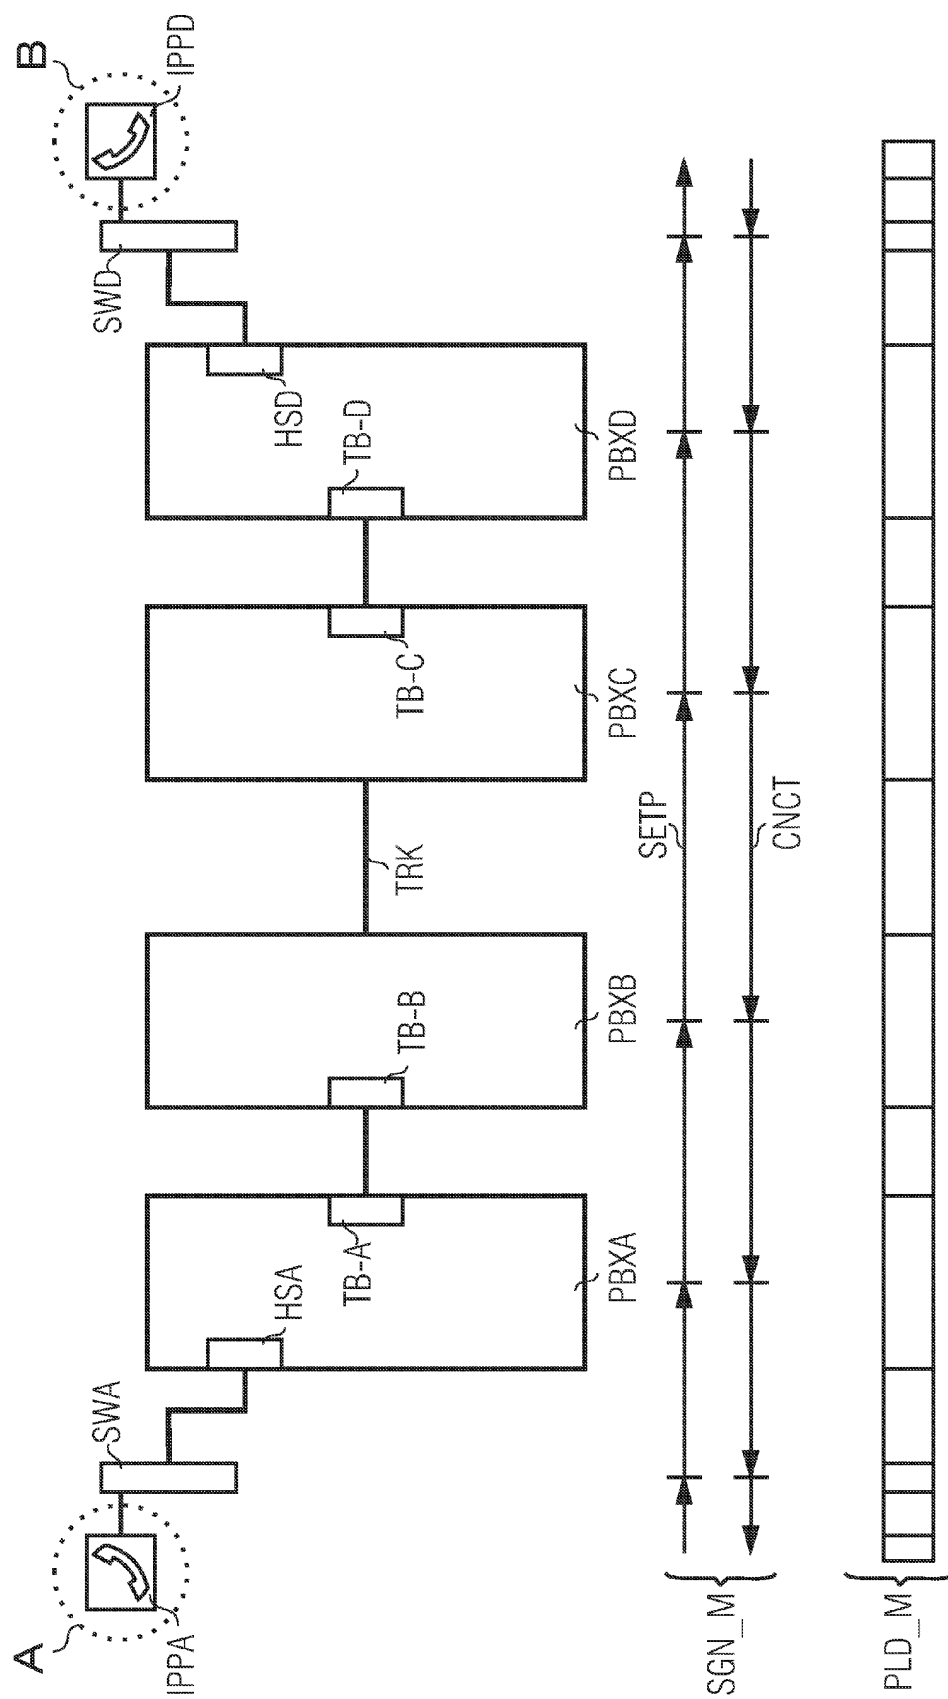 A
B
IPPA
SWA
HSA
TB-A
PBXA
TB-B
PBXB
TRK
TB-C
PBXC
TB-D
HSD
PBXD
SWD
IPPD
SGN_M
SETP
CNCT
PLD_M